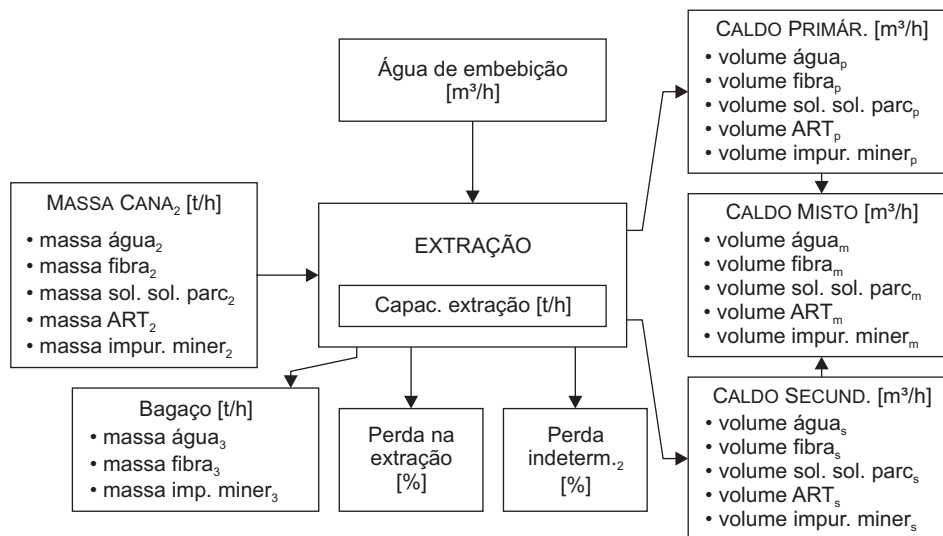 Água de embebição
[m³/h]
CALDO PRIMÁR. [m³/h]
• volume águaₚ
• volume fibraₚ
• volume sol. sol. parcₚ
• volume ARTₚ
• volume impur. minerₚ
MASSA CANA₂ [t/h]
• massa água₂
• massa fibra₂
• massa sol. sol. parc₂
• massa ART₂
• massa impur. miner₂
EXTRAÇÃO
Capac. extração [t/h]
CALDO MISTO [m³/h]
• volume águaₘ
• volume fibraₘ
• volume sol. sol. parcₘ
• volume ARTₘ
• volume impur. minerₘ
Bagaço [t/h]
• massa água₃
• massa fibra₃
• massa imp. miner₃
Perda na
extração
[%]
Perda
indeterm.₂
[%]
CALDO SECUND. [m³/h]
• volume águaₛ
• volume fibraₛ
• volume sol. sol. parcₛ
• volume ARTₛ
• volume impur. minerₛ